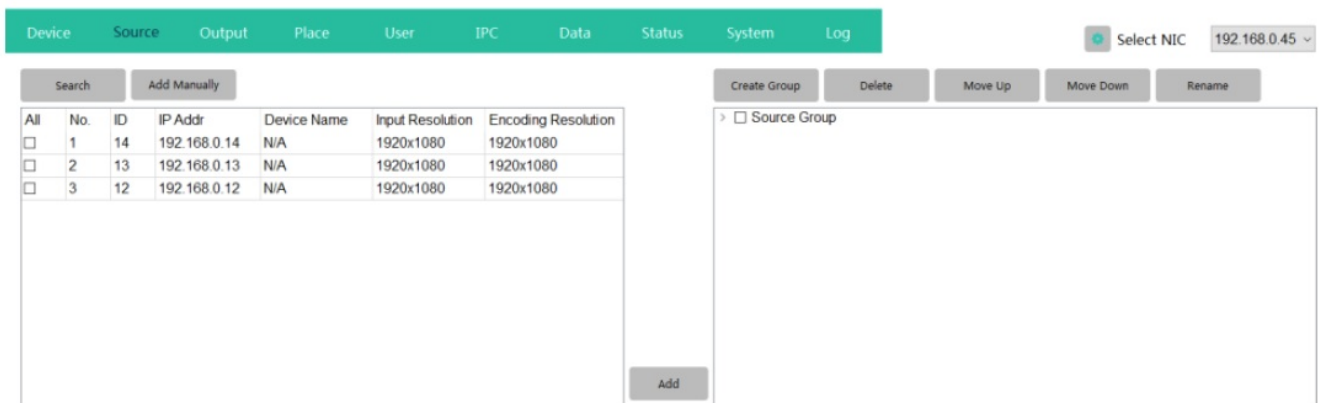 Device Source Output Place User IPC Data Status System Log Select NIC 192.168.0.45
Search Add Manually Create Group Delete Move Up Move Down Rename
All No. ID IP Addr Device Name Input Resolution Encoding Resolution
1 14 192.168.0.14 N/A 1920x1080 1920x1080
2 13 192.168.0.13 N/A 1920x1080 1920x1080
3 12 192.168.0.12 N/A 1920x1080 1920x1080
Source Group
Add